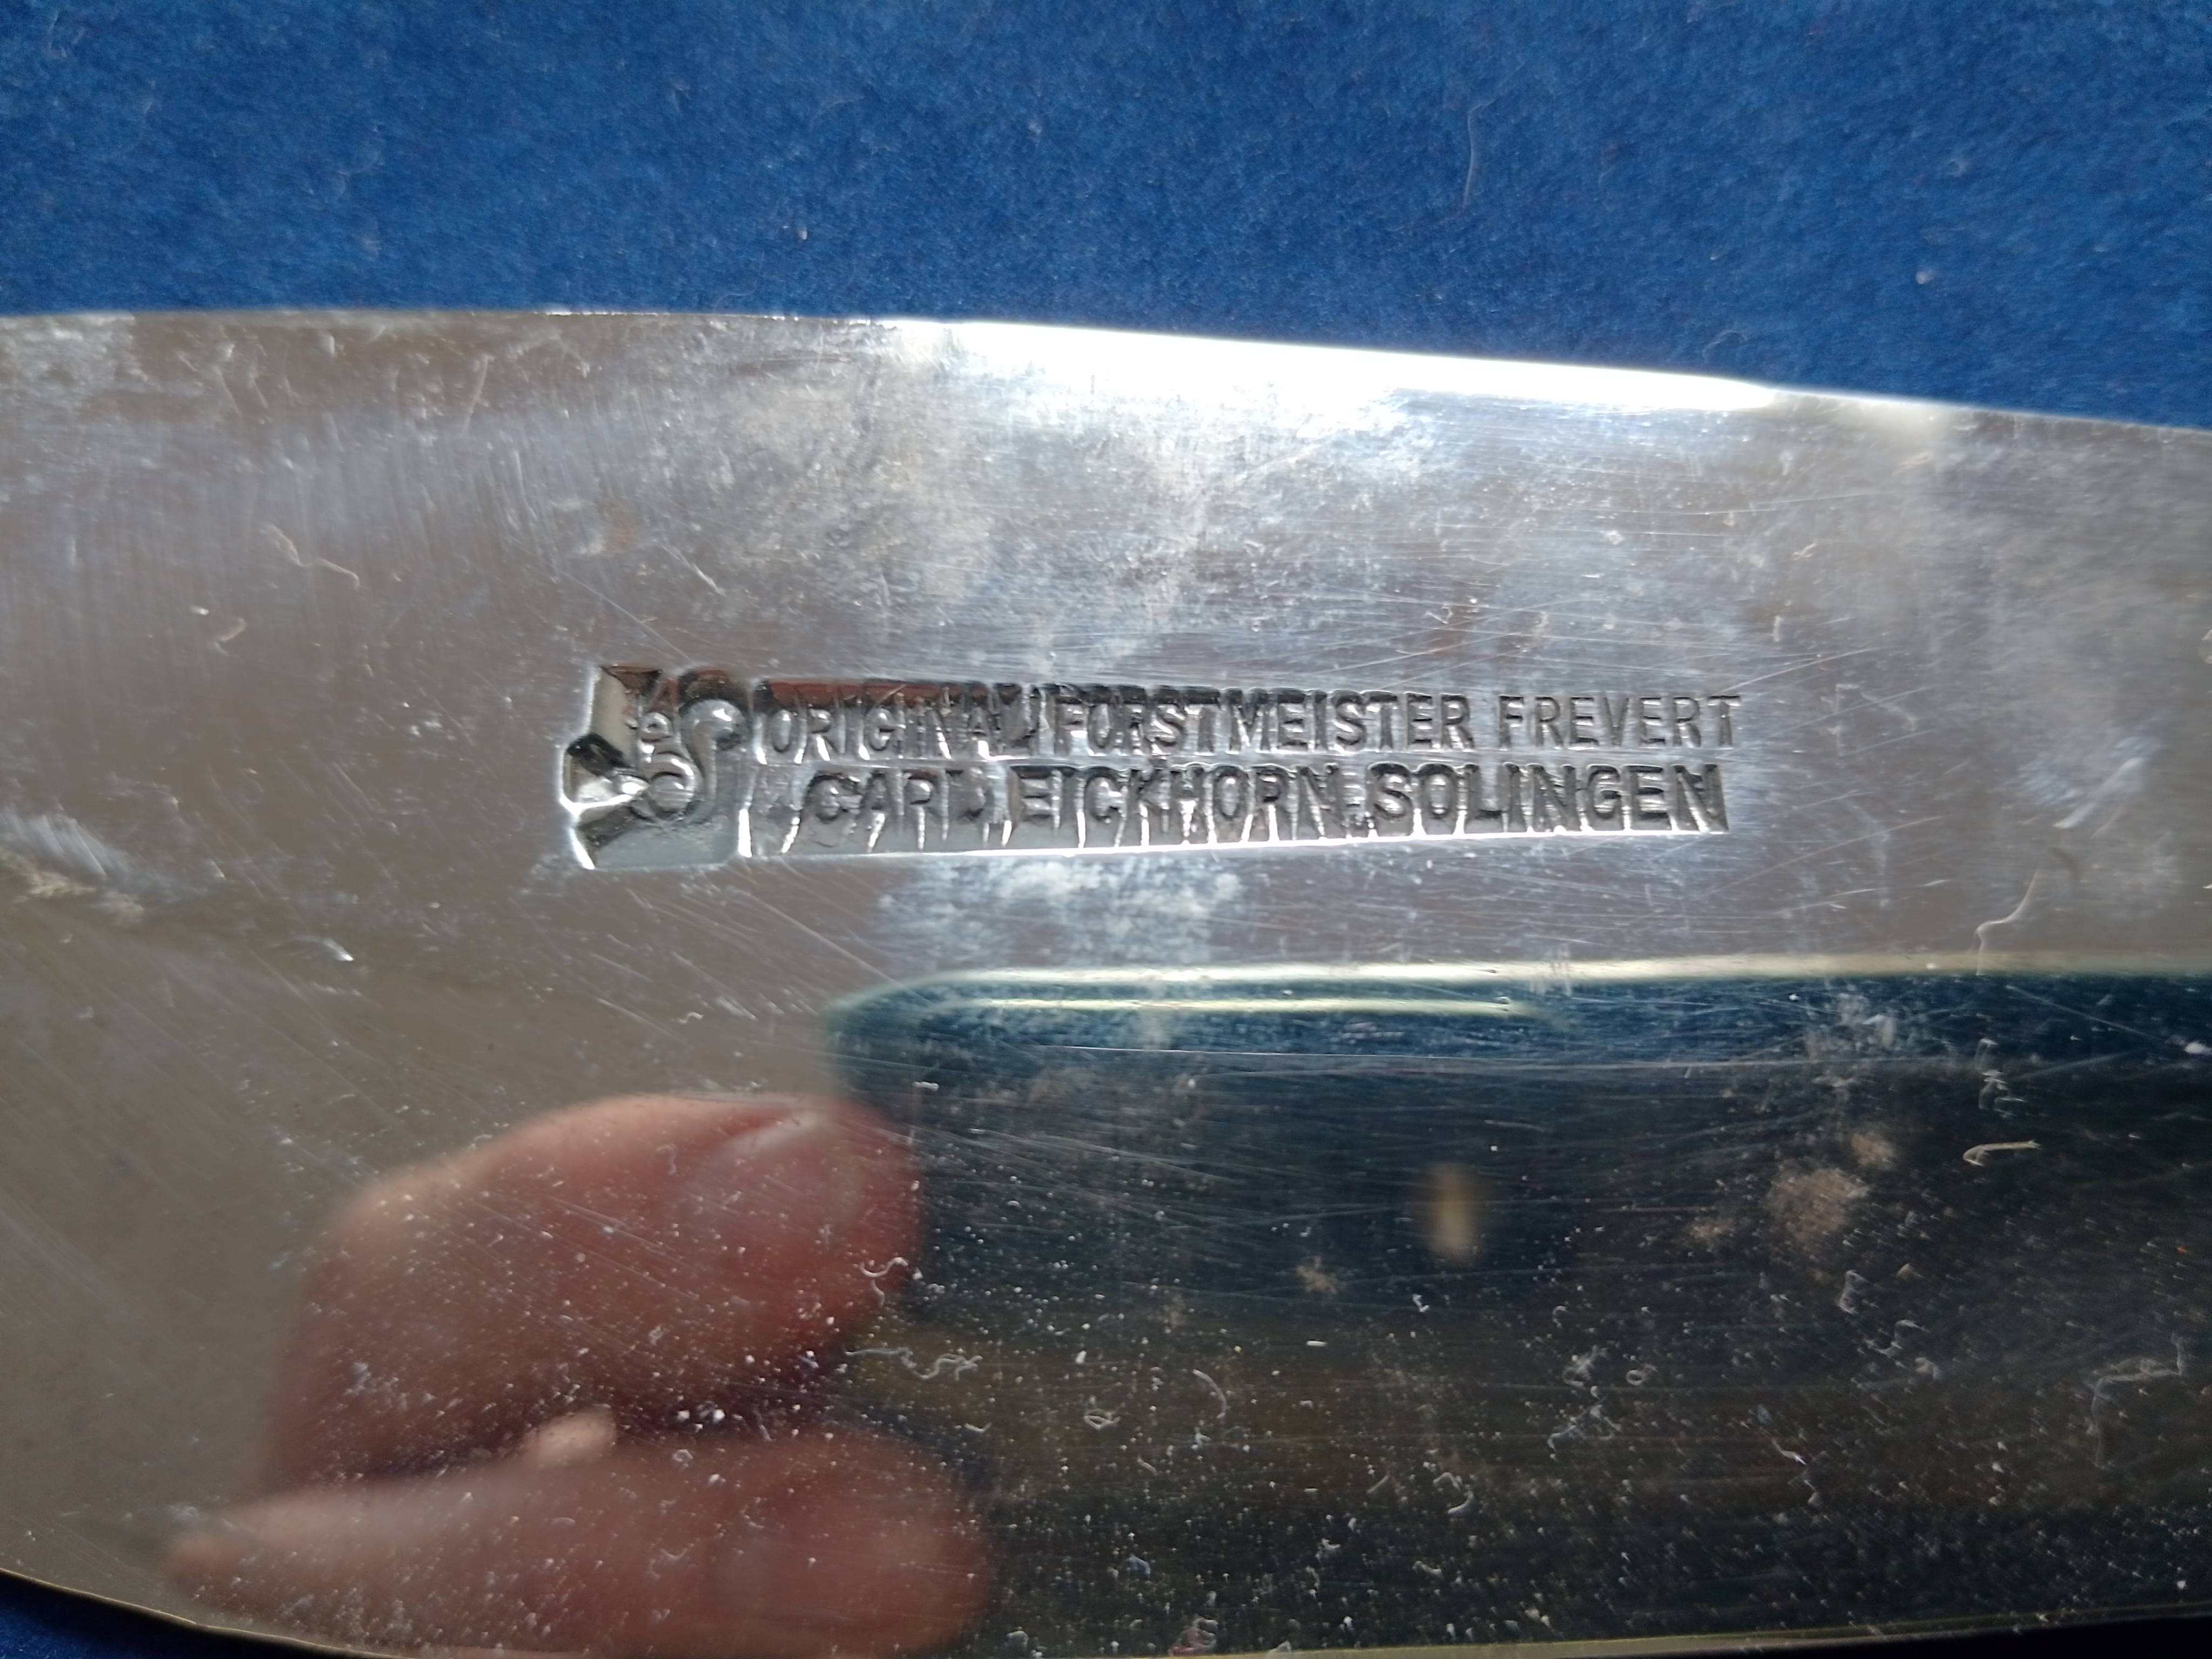 ORIGINAL FORSTMEISTER FREVERT
CARL EICKHORN SOLINGEN